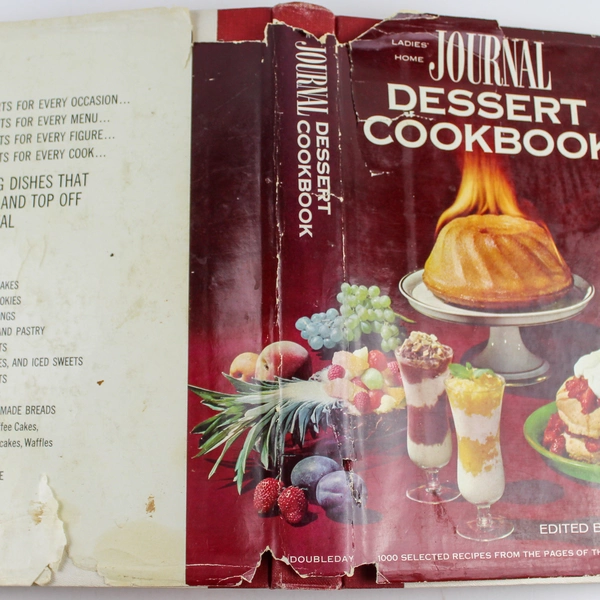 TS FOR EVERY OCCASION...
TS FOR EVERY MENU...
TS FOR EVERY FIGURE...
TS FOR EVERY COOK...
G DISHES THAT
AND TOP OFF
AL
AKES
OKIES
NGS
AND PASTRY
TS
ES, AND ICED SWEETS
TS
MADE BREADS
fee Cakes,
cakes, Waffles
E
JOURNAL DESSERT
COOKBOOK
DOUBLEDAY
LADIES'
HOME JOURNAL
DESSERT
COOKBOOK
EDITED B
1000 SELECTED RECIPES FROM THE PAGES OF TH